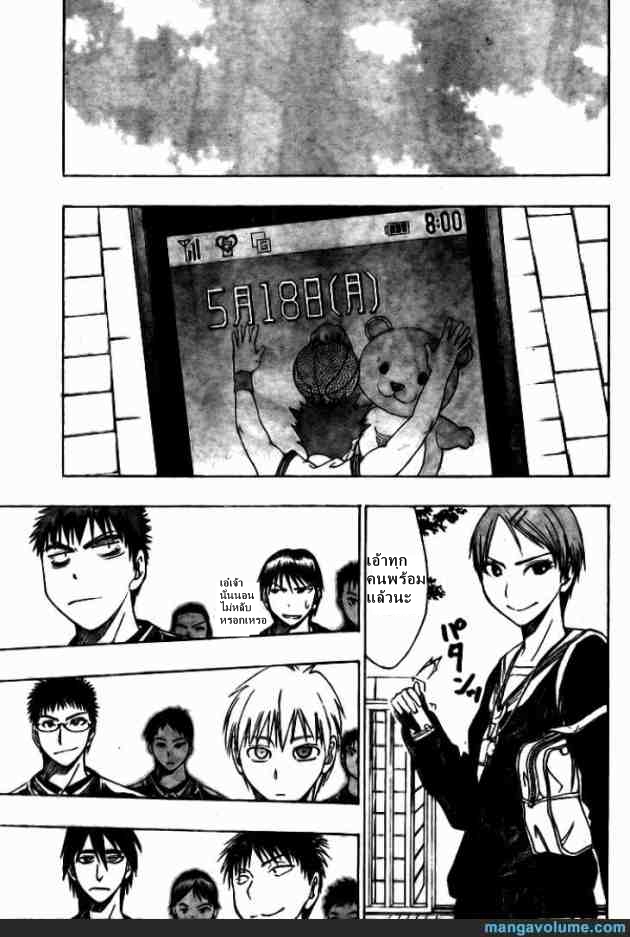 8:00
5月18日(月)
เอ้าทุก
คนพร้อม
แล้วนะ
パタンッ
เอ๋เจ้า
นั่นนอน
ไม่หลับ
หรอกเหรอ
mangavolume.com